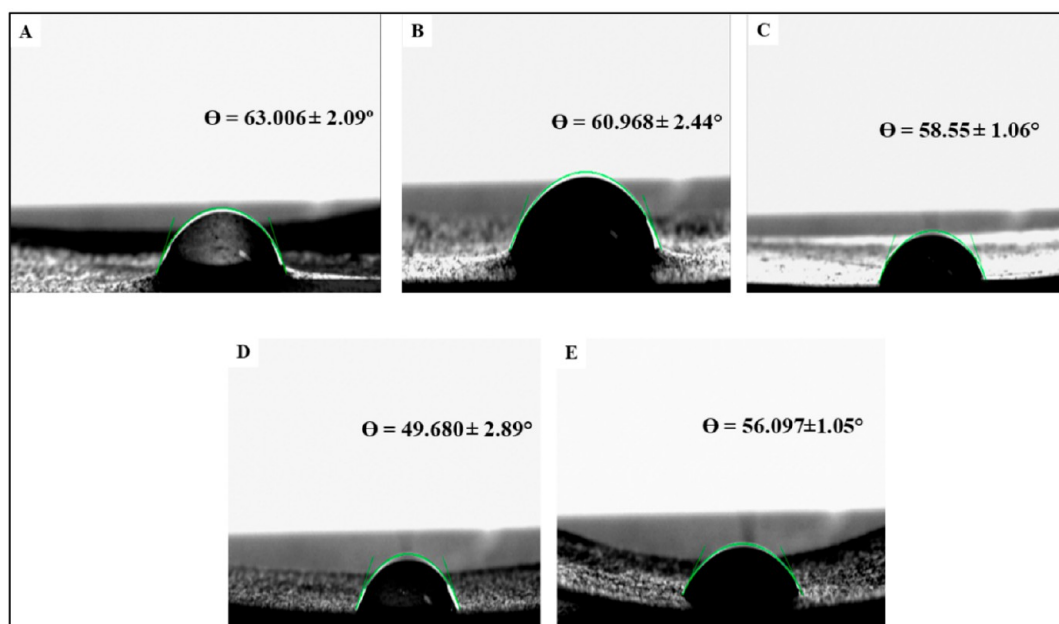 A
Ɵ = 63.006 ± 2.09º
B
Ɵ = 60.968 ± 2.44°
C
Ɵ = 58.55 ± 1.06°
D
Ɵ = 49.680 ± 2.89°
E
Ɵ = 56.097±1.05°